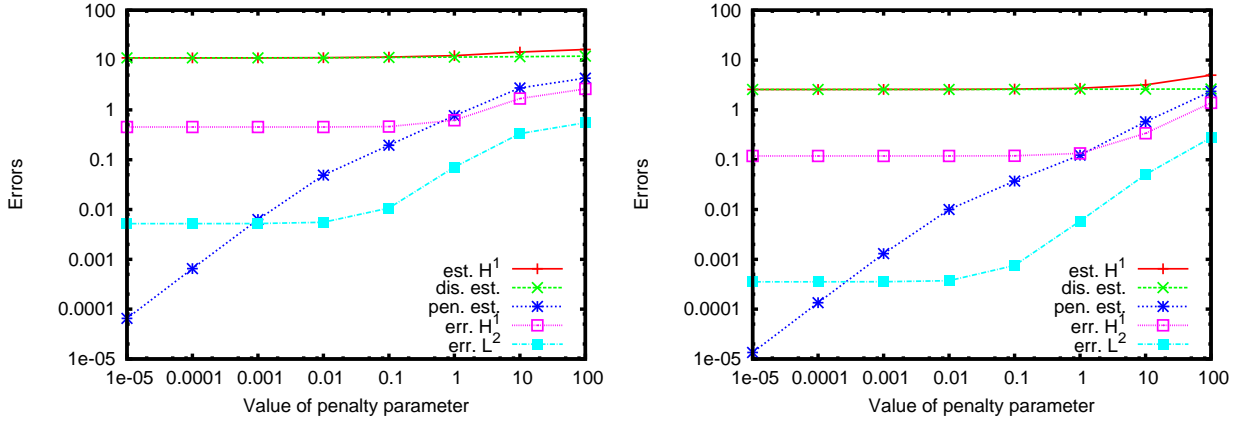 100
10
1
0.1
0.01
0.001
0.0001
1e-05
1e-05 0.0001 0.001 0.01 0.1 1 10 100
Errors
Value of penalty parameter
est. H^1
dis. est.
pen. est.
err. H^1
err. L^2
100
10
1
0.1
0.01
0.001
0.0001
1e-05
1e-05 0.0001 0.001 0.01 0.1 1 10 100
Errors
Value of penalty parameter
est. H^1
dis. est.
pen. est.
err. H^1
err. L^2